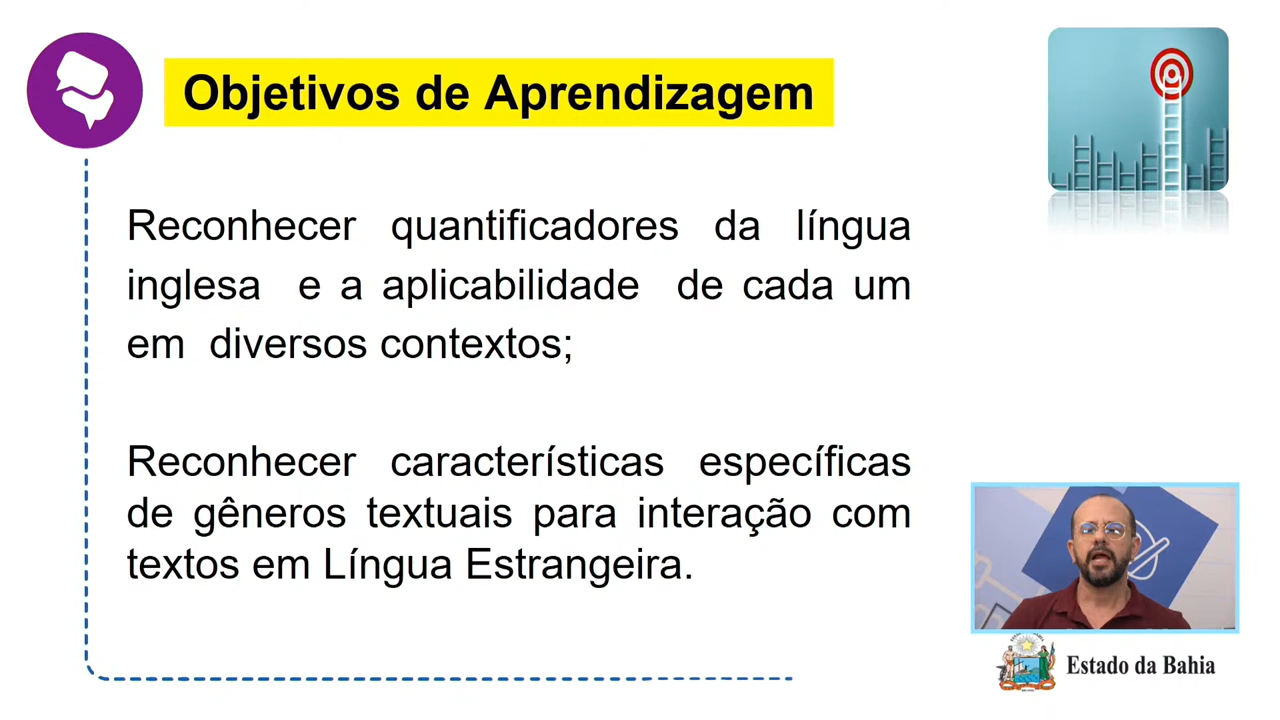 Objetivos de Aprendizagem
Reconhecer quantificadores da língua
inglesa e a aplicabilidade de cada um
em diversos contextos;
Reconhecer características específicas
de gêneros textuais para interação com
textos em Língua Estrangeira.
Estado da Bahia